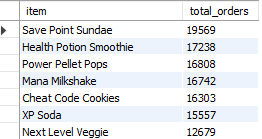 item total_orders
Save Point Sundae 19569
Health Potion Smoothie 17238
Power Pellet Pops 16808
Mana Milkshake 16742
Cheat Code Cookies 16303
XP Soda 15557
Next Level Veggie 12679